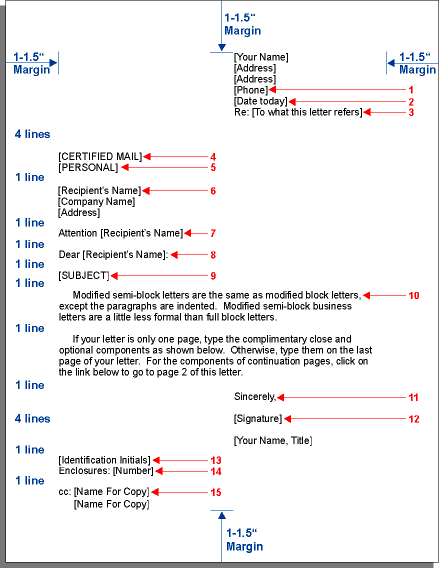 1-1.5“
Margin
1-1.5“
Margin
1-1.5“
Margin
[Your Name]
[Address]
[Address]
[Phone] 1
[Date today] 2
Re: [To what this letter refers] 3
4 lines
[CERTIFIED MAIL] 4
[PERSONAL] 5
1 line
[Recipient's Name] 6
[Company Name]
[Address]
1 line
Attention [Recipient's Name] 7
1 line
Dear [Recipient's Name]: 8
1 line
[SUBJECT] 9
1 line
Modified semi-block letters are the same as modified block letters, 10
except the paragraphs are indented. Modified semi-block business
letters are a little less formal than full block letters.
1 line
If your letter is only one page, type the complimentary close and
optional components as shown below. Otherwise, type them on the last
page of your letter. For the components of continuation pages, click on
the link below to go to page 2 of this letter.
1 line
Sincerely, 11
4 lines
[Signature] 12
[Your Name, Title]
1 line
[Identification Initials] 13
Enclosures: [Number] 14
1 line
cc: [Name For Copy] 15
[Name For Copy]
1-1.5“
Margin